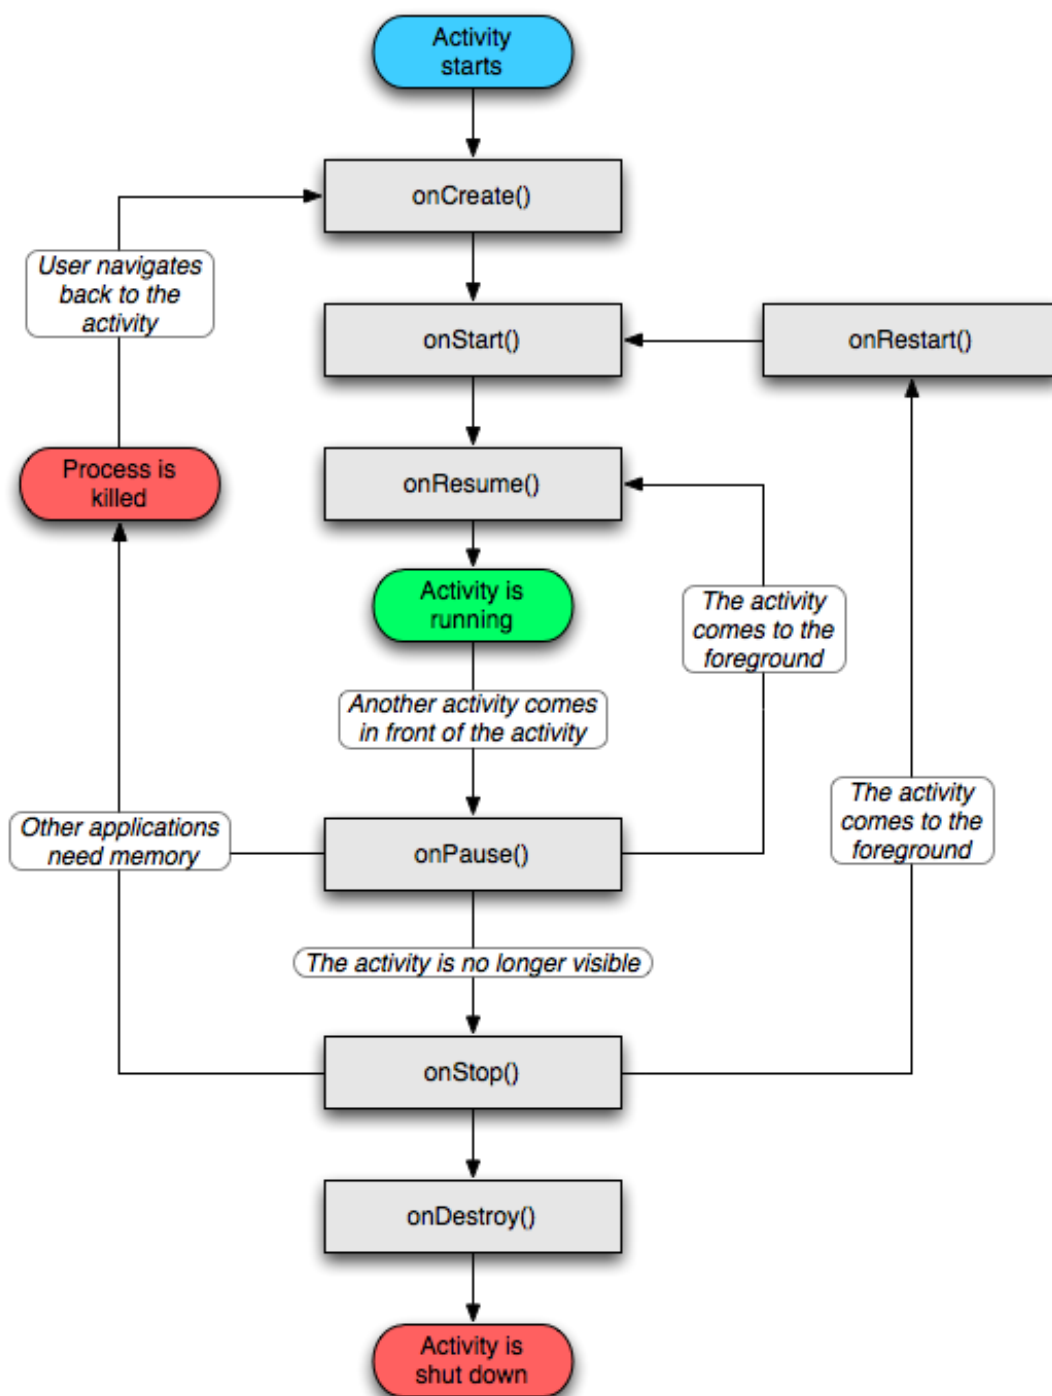 Activity
starts
onCreate()
User navigates
back to the
activity
onStart()
onRestart()
Process is
killed
onResume()
Activity is
running
The activity
comes to the
foreground
Another activity comes
in front of the activity
The activity
comes to the
foreground
Other applications
need memory
onPause()
The activity is no longer visible
onStop()
onDestroy()
Activity is
shut down